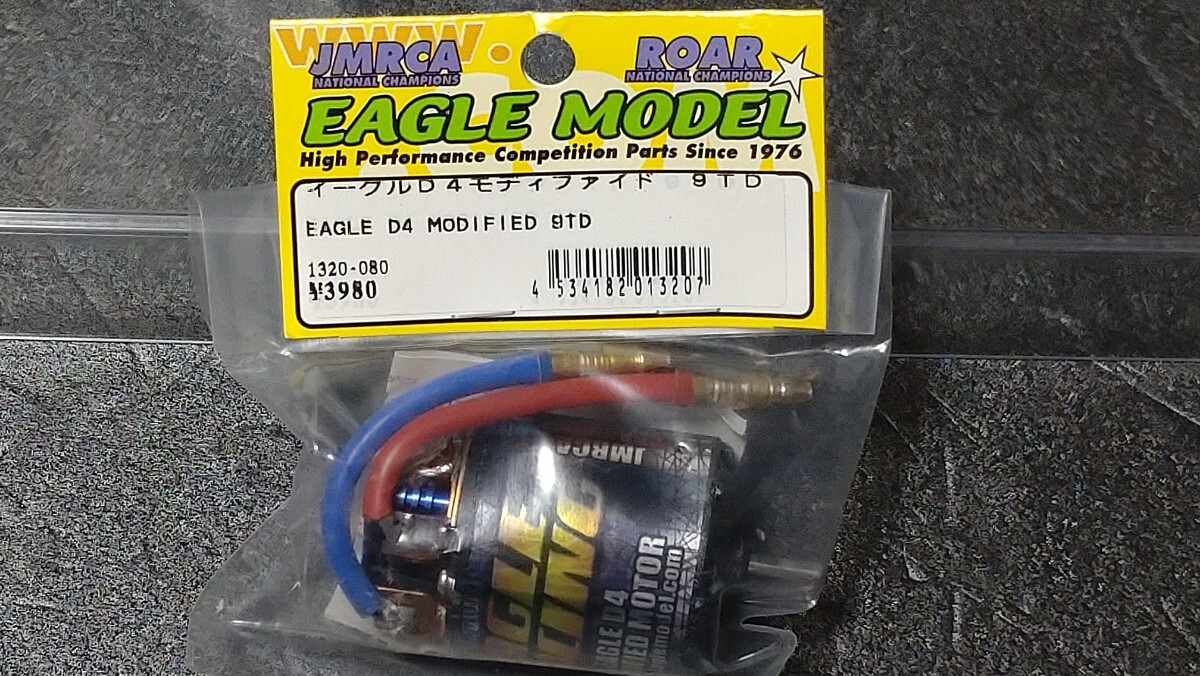 WWW.
JMRCA
NATIONAL CHAMPIONS
ROAR
NATIONAL CHAMPIONS
EAGLE MODEL
High Performance Competition Parts Since 1976
イーグルD4モディファイド 9TD
EAGLE D4 MODIFIED 9TD
1320-080
¥3980
4 534182 013207
JMRCA
D4
MOTOR